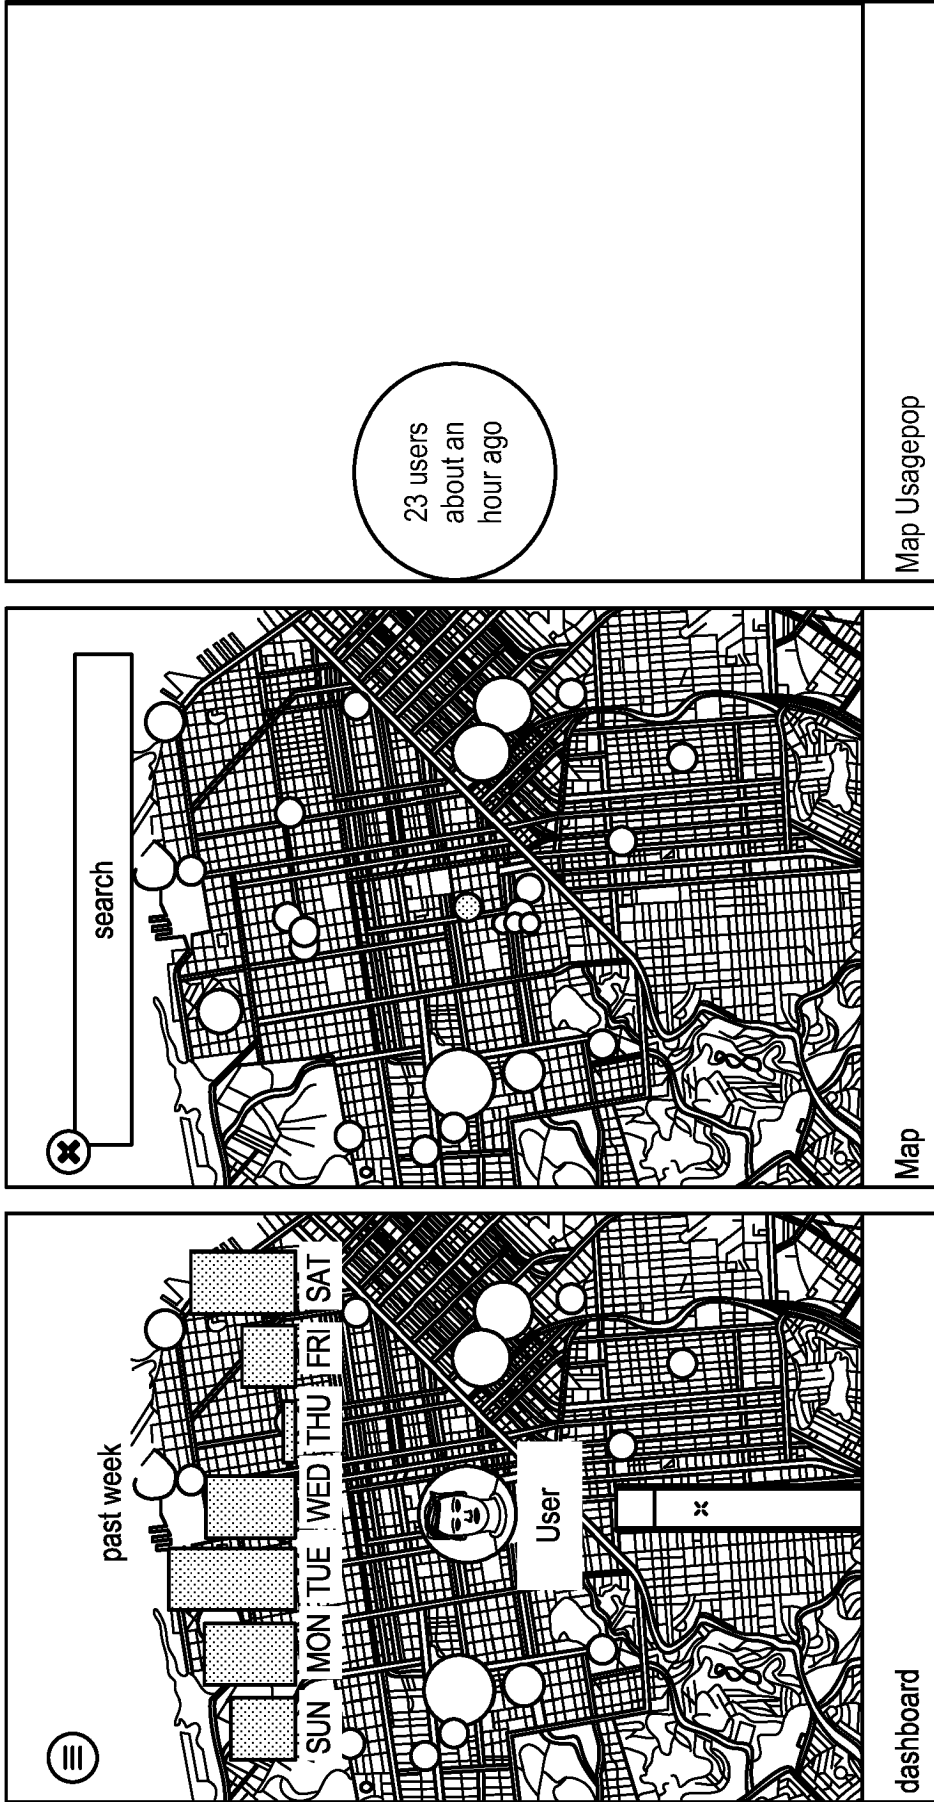 past week
SUN MON TUE WED THU FRI SAT
User
dashboard
search
Map
23 users
about an
hour ago
Map Usagepop